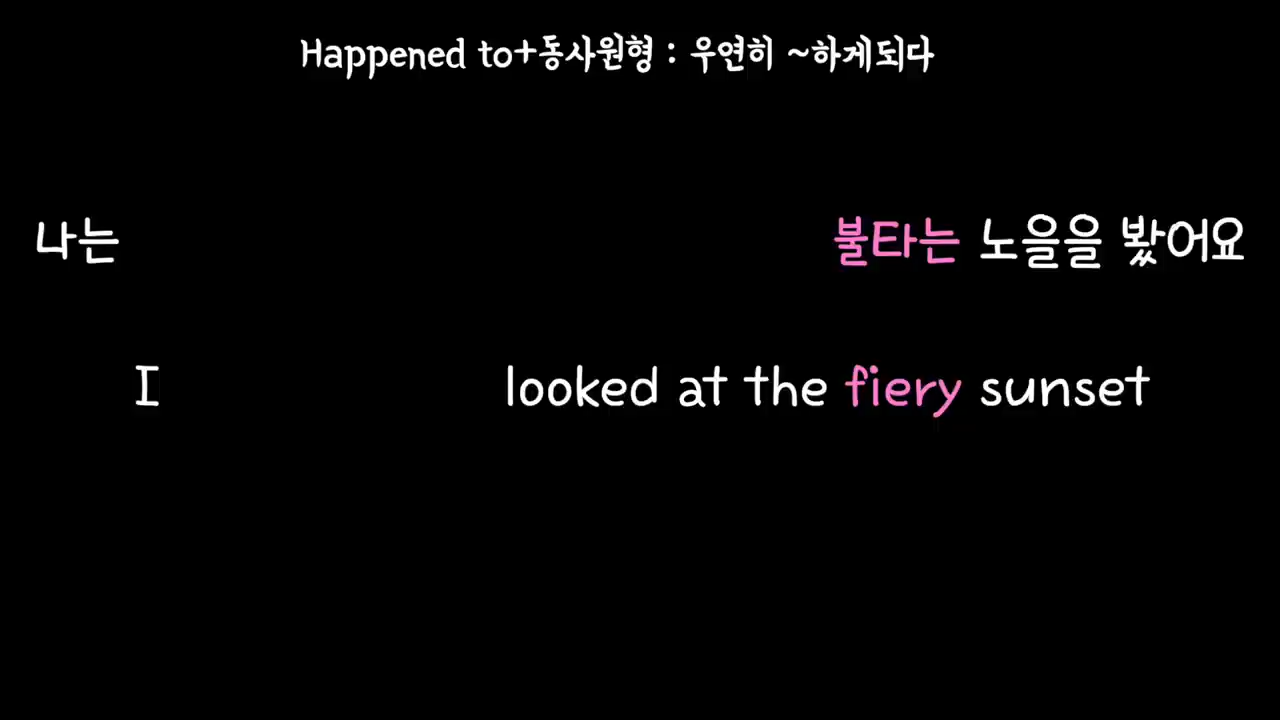 Happened to+동사원형 : 우연히 ~하게되다
나는 불타는 노을을 봤어요
I looked at the fiery sunset